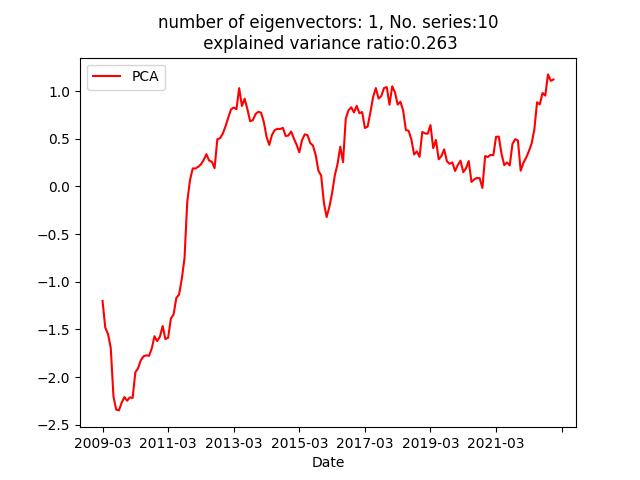 number of eigenvectors: 1, No. series:10
explained variance ratio:0.263
PCA
1.0
0.5
0.0
−0.5
−1.0
−1.5
−2.0
−2.5
2009-03 2011-03 2013-03 2015-03 2017-03 2019-03 2021-03
Date